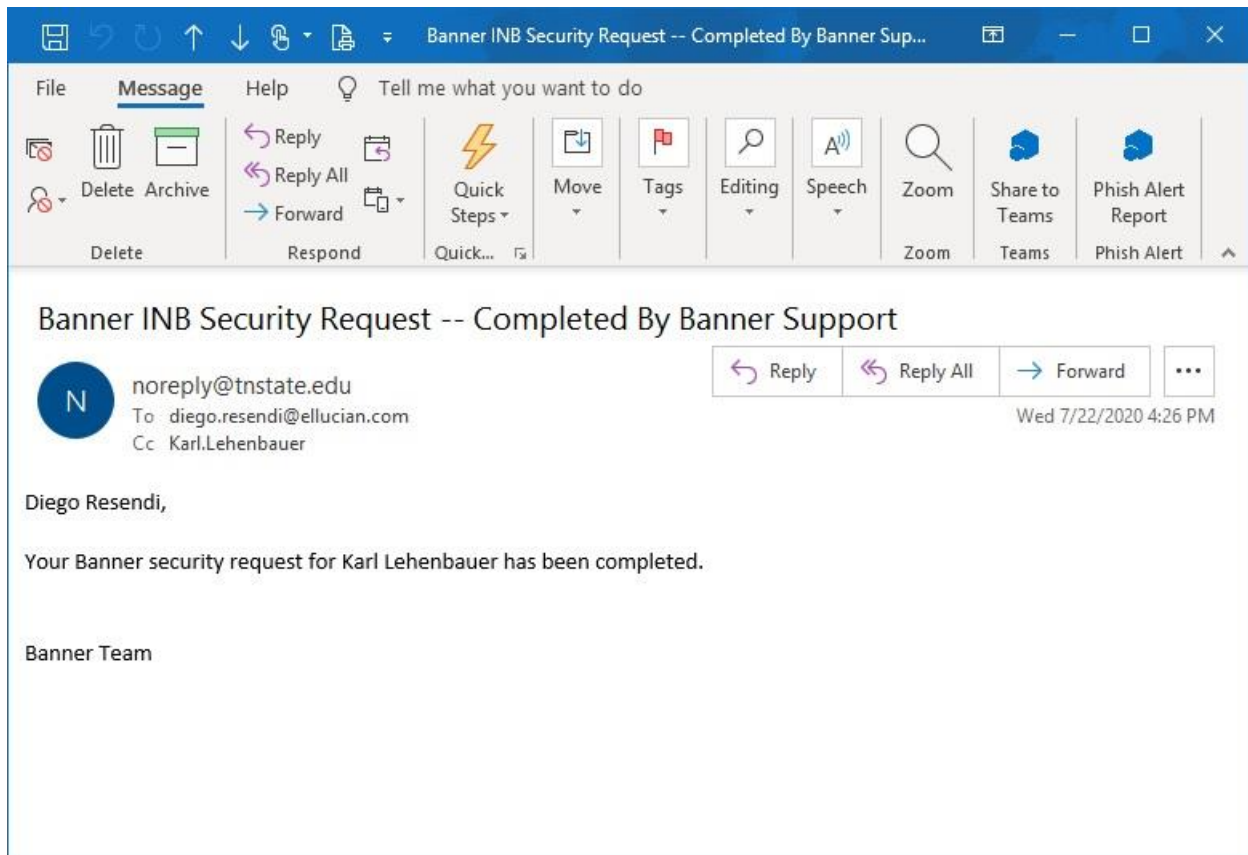 Banner INB Security Request -- Completed By Banner Sup...
File Message Help Tell me what you want to do
Delete Archive
Reply
Reply All
Forward
Quick Steps
Move
Tags
Editing
Speech
Zoom
Share to Teams
Phish Alert Report
Delete Respond Quick... Zoom Teams Phish Alert
Banner INB Security Request -- Completed By Banner Support
N
noreply@tnstate.edu
Reply Reply All Forward ...
To diego.resendi@ellucian.com
Wed 7/22/2020 4:26 PM
Cc Karl.Lehenbauer
Diego Resendi,
Your Banner security request for Karl Lehenbauer has been completed.
Banner Team